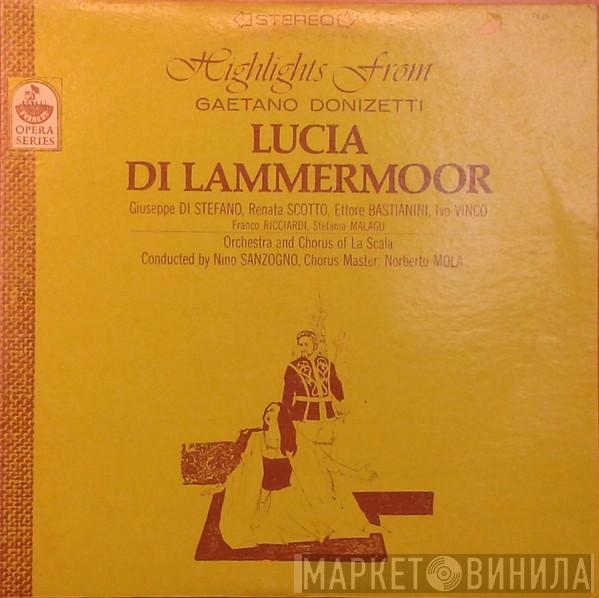 STEREO
Highlights From
GAETANO DONIZETTI
LUCIA
DI LAMMERMOOR
OPERA
SERIES
Giuseppe DI STEFANO, Renata SCOTTO, Ettore BASTIANINI, Ivo VINCO
Franco RICCIARDI, Stefania MALAGU
Orchestra and Chorus of La Scala
Conducted by Nino SANZOGNO, Chorus Master: Norberto MOLA
МАРКЕТ ВИНИЛА